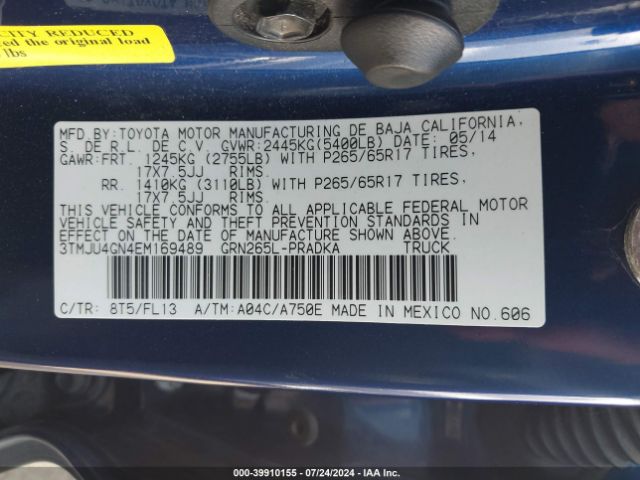 CITY REDUCED
the original load
lbs
MFD.BY:TOYOTA MOTOR MANUFACTURING DE BAJA CALIFORNIA,
S. DE R.L. DE C.V. GVWR:2445KG(5400LB) DATE: 05/14
GAWR:FRT. 1245KG (2755LB) WITH P265/65R17 TIRES,
17X7.5JJ RIMS.
RR. 1410KG (3110LB) WITH P265/65R17 TIRES,
17X7.5JJ RIMS.
THIS VEHICLE CONFORMS TO ALL APPLICABLE FEDERAL MOTOR
VEHICLE SAFETY AND THEFT PREVENTION STANDARDS IN
EFFECT ON THE DATE OF MANUFACTURE SHOWN ABOVE.
3TMJU4GN4EM169489 GRN265L-PRADKA TRUCK
C/TR: 8T5/FL13 A/TM:A04C/A750E MADE IN MEXICO NO.606
000-39910155 - 07/24/2024 - IAA Inc.